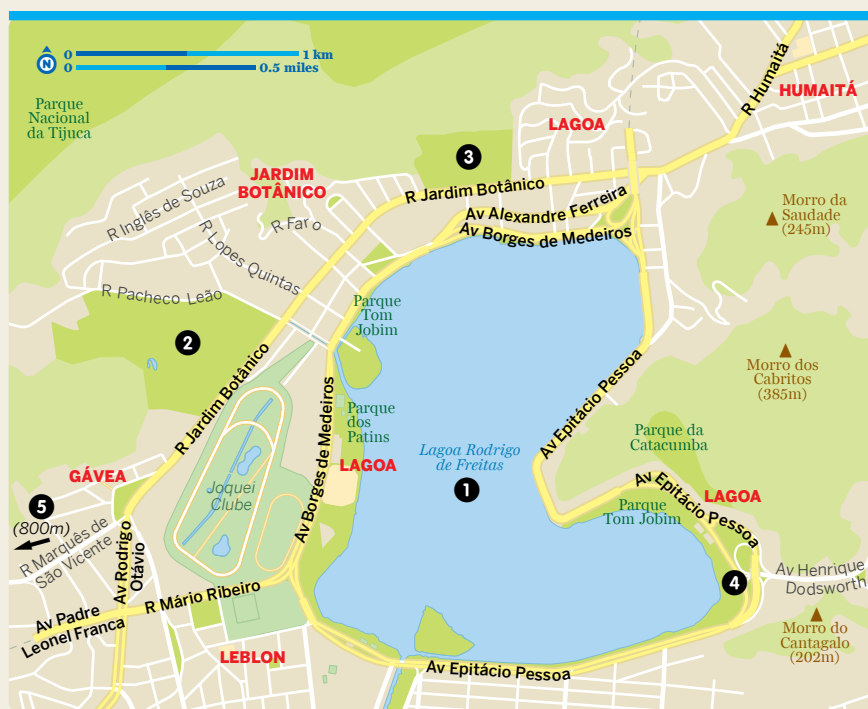 0
1 km
N
0
0.5 miles
Parque
Nacional
da Tijuca
LAGOA
HUMAITÁ
R Humaitá
3
JARDIM
BOTÂNICO
R Jardim Botânico
Av Alexandre Ferreira
Av Borges de Medeiros
R Inglês de Souza
R Faro
R Lopes Quintas
R Pacheco Leão
Morro da
Saudade
(245m)
Parque
Tom
Jobim
2
R Jardim Botânico
Morro dos
Cabritos
(385m)
Av Epitácio Pessoa
Parque
dos
Patins
Av Borges de Medeiros
LAGOA
Lagoa Rodrigo
de Freitas
1
Parque da
Catacumba
GÁVEA
Joquei
Clube
5
(800m)
R Marquês de
São Vicente
Av Rodrigo
Otávio
LAGOA
Av Epitácio Pessoa
Parque
Tom Jobim
Av Henrique
Dodsworth
4
R Mário Ribeiro
Av Padre
Leonel Franca
Morro do
Cantagalo
(202m)
LEBLON
Av Epitácio Pessoa